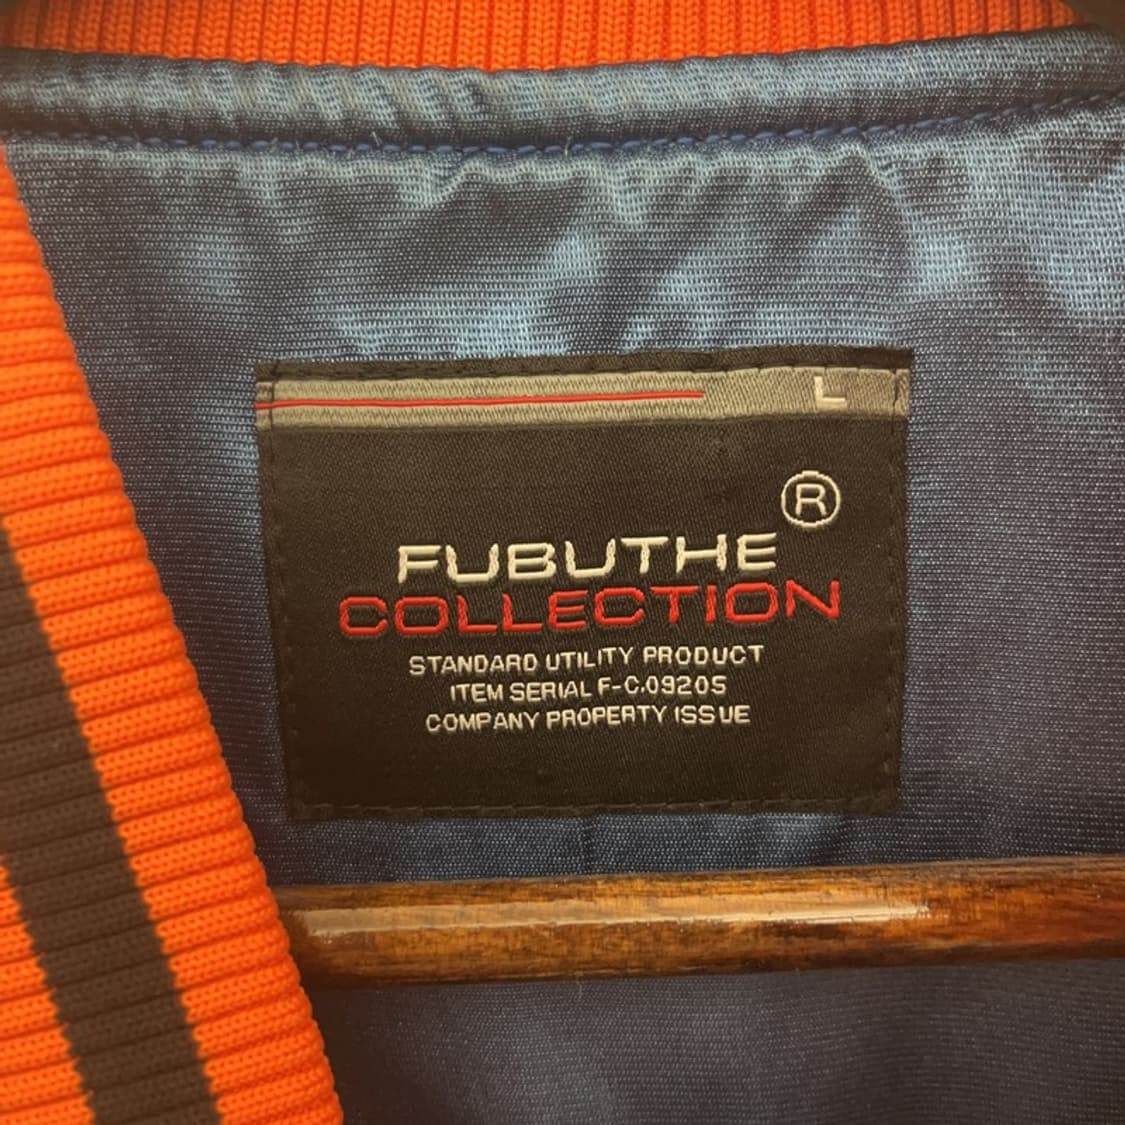 L
®
FUBUTHE
COLLECTION
STANDARD UTILITY PRODUCT
ITEM SERIAL F-C.09205
COMPANY PROPERTY ISSUE